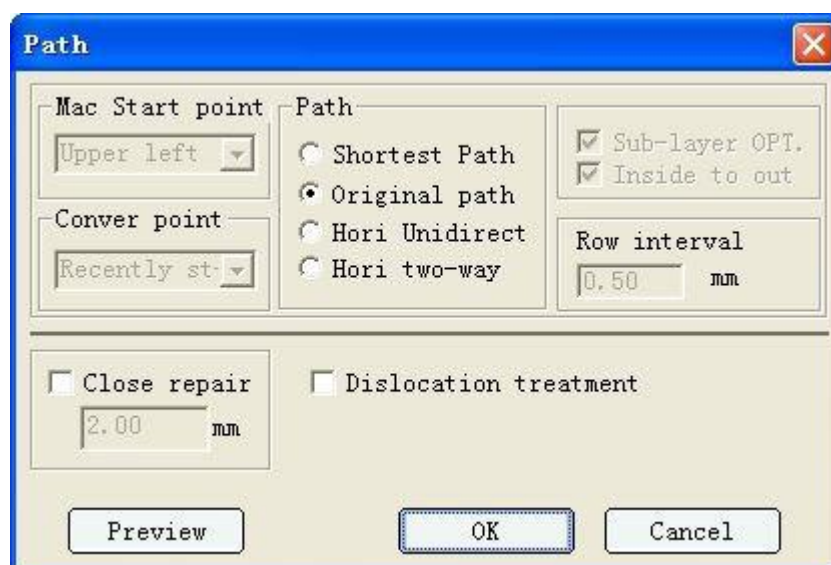 Path
Mac Start point
Upper left
Conver point
Recently st
Path
Shortest Path
Original path
Hori Unidirect
Hori two-way
Sub-layer OPT.
Inside to out
Row interval
0.50 mm
Close repair
2.00 mm
Dislocation treatment
Preview
OK
Cancel